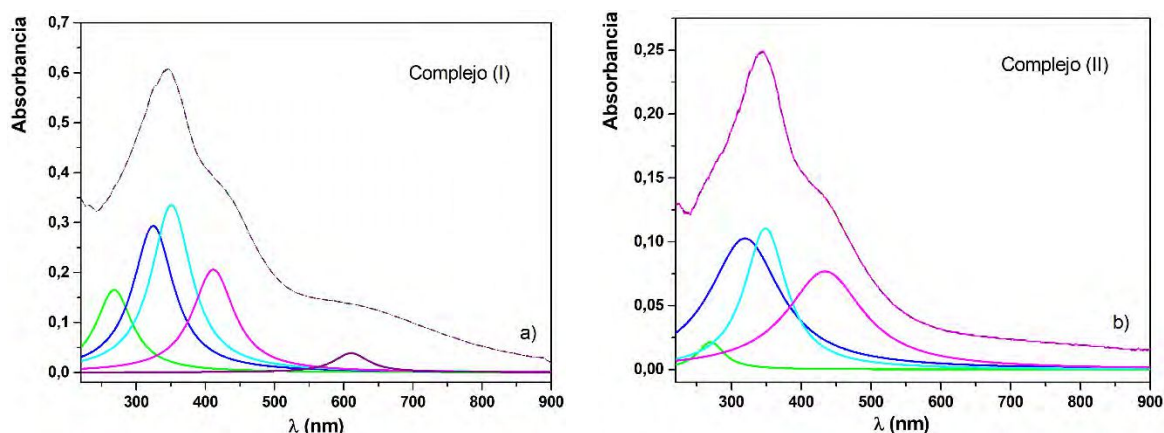 0,7
0,6
0,5
0,4
0,3
0,2
0,1
0,0
Absorbancia
Complejo (I)
a)
300 400 500 600 700 800 900
λ (nm)
0,25
0,20
0,15
0,10
0,05
0,00
Absorbancia
Complejo (II)
b)
300 400 500 600 700 800 900
λ (nm)